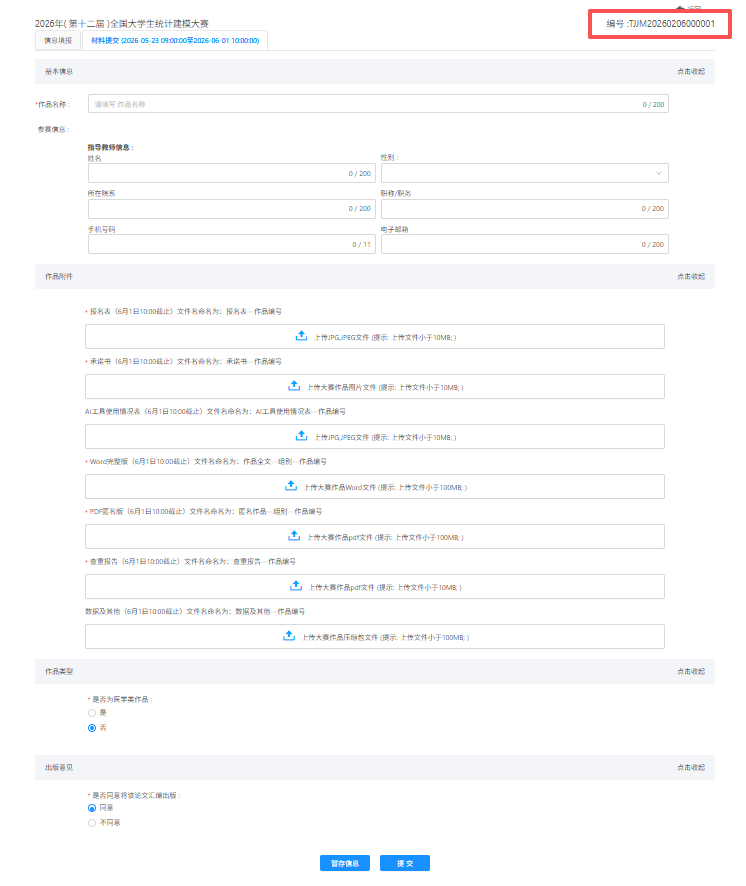 返回
2026年( 第十二届 )全国大学生统计建模大赛
编号 :TJJM20260206000001
信息填报
材料提交 (2026-05-23 09:00:00至2026-06-01 10:00:00)
基本信息
点击收起
*作品名称 :
请填写 作品名称
0 / 200
参赛信息 :
指导教师信息 :
姓名
性别 :
0 / 200
所在院系
职称/职务
0 / 200
0 / 200
手机号码
电子邮箱
0 / 11
0 / 200
作品附件
点击收起
* 报名表（6月1日10:00截止）文件名命名为：报名表—作品编号
上传JPG,JPEG文件 (提示: 上传文件小于10MB; )
* 承诺书（6月1日10:00截止）文件名命名为：承诺书—作品编号
上传大赛作品图片文件 (提示: 上传文件小于10MB; )
AI工具使用情况表（6月1日10:00截止）文件名命名为：AI工具使用情况表—作品编号
上传JPG,JPEG文件 (提示: 上传文件小于10MB; )
* Word完整版（6月1日10:00截止）文件名命名为：作品全文—组别—作品编号
上传大赛作品Word文件 (提示: 上传文件小于100MB; )
* PDF匿名版（6月1日10:00截止）文件名命名为：匿名作品—组别—作品编号
上传大赛作品pdf文件 (提示: 上传文件小于100MB; )
* 查重报告（6月1日10:00截止）文件名命名为：查重报告—作品编号
上传大赛作品pdf文件 (提示: 上传文件小于10MB; )
数据及其他（6月1日10:00截止）文件名命名为：数据及其他—作品编号
上传大赛作品压缩包文件 (提示: 上传文件小于100MB; )
作品类型
点击收起
* 是否为医学类作品 :
是
否
出版意见
点击收起
* 是否同意将该论文汇编出版 :
同意
不同意
暂存信息
提 交